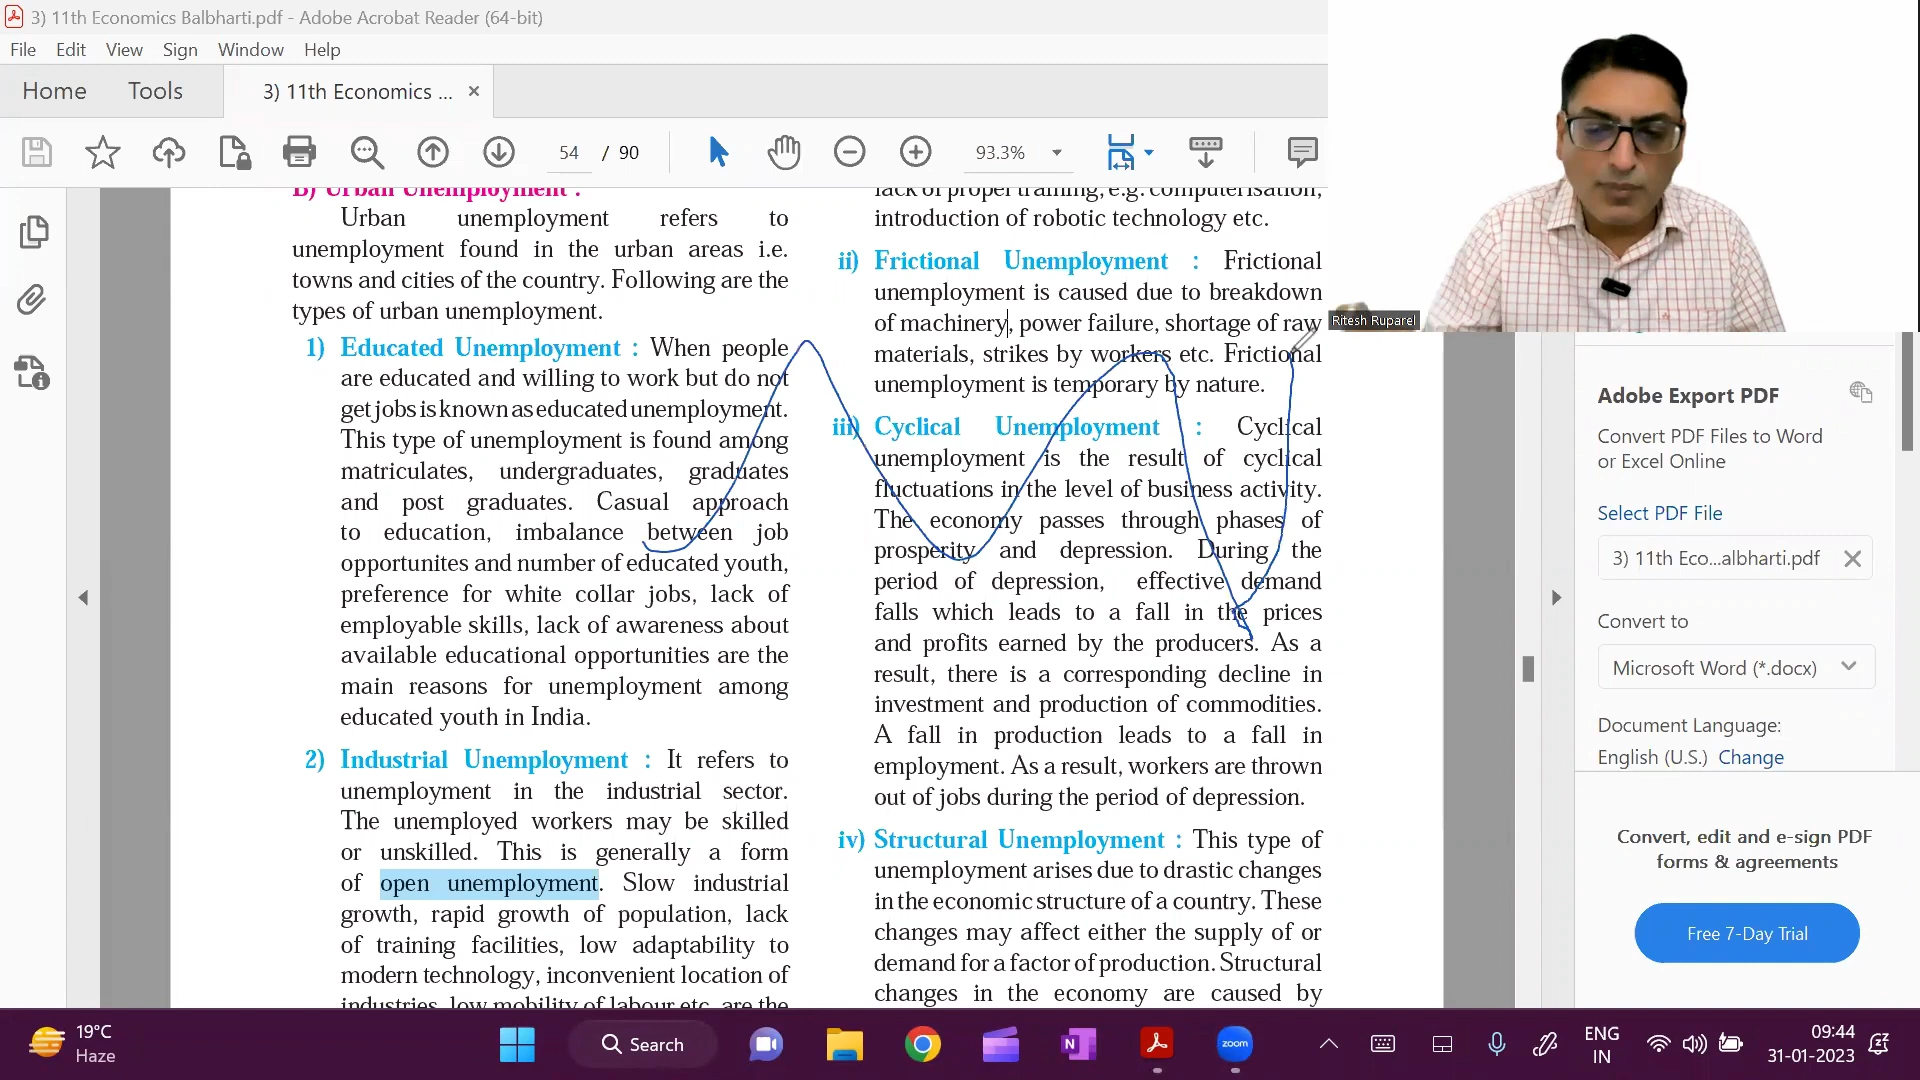 3) 11th Economics Balbharti.pdf - Adobe Acrobat Reader (64-bit)
File Edit View Sign Window Help
Home Tools 3) 11th Economics ... ×
54 / 90 93.3%
B) Urban Unemployment :
Urban unemployment refers to
unemployment found in the urban areas i.e.
towns and cities of the country. Following are the
types of urban unemployment.
1) Educated Unemployment : When people
are educated and willing to work but do not
get jobs is known as educated unemployment.
This type of unemployment is found among
matriculates, undergraduates, graduates
and post graduates. Casual approach
to education, imbalance between job
opportunites and number of educated youth,
preference for white collar jobs, lack of
employable skills, lack of awareness about
available educational opportunities are the
main reasons for unemployment among
educated youth in India.
2) Industrial Unemployment : It refers to
unemployment in the industrial sector.
The unemployed workers may be skilled
or unskilled. This is generally a form
of open unemployment. Slow industrial
growth, rapid growth of population, lack
of training facilities, low adaptability to
modern technology, inconvenient location of
industries, low mobility of labour etc. are the
lack of proper training, e.g. computerisation,
introduction of robotic technology etc.
ii) Frictional Unemployment : Frictional
unemployment is caused due to breakdown
of machinery, power failure, shortage of raw
materials, strikes by workers etc. Frictional
unemployment is temporary by nature.
iii) Cyclical Unemployment : Cyclical
unemployment is the result of cyclical
fluctuations in the level of business activity.
The economy passes through phases of
prosperity and depression. During the
period of depression, effective demand
falls which leads to a fall in the prices
and profits earned by the producers. As a
result, there is a corresponding decline in
investment and production of commodities.
A fall in production leads to a fall in
employment. As a result, workers are thrown
out of jobs during the period of depression.
iv) Structural Unemployment : This type of
unemployment arises due to drastic changes
in the economic structure of a country. These
changes may affect either the supply of or
demand for a factor of production. Structural
changes in the economy are caused by
Ritesh Ruparel
Adobe Export PDF
Convert PDF Files to Word
or Excel Online
Select PDF File
3) 11th Eco...albharti.pdf
Convert to
Microsoft Word (*.docx)
Document Language:
English (U.S.) Change
Convert, edit and e-sign PDF
forms & agreements
Free 7-Day Trial
19°C
Haze
Search
N
zoom
ENG
IN
09:44
31-01-2023